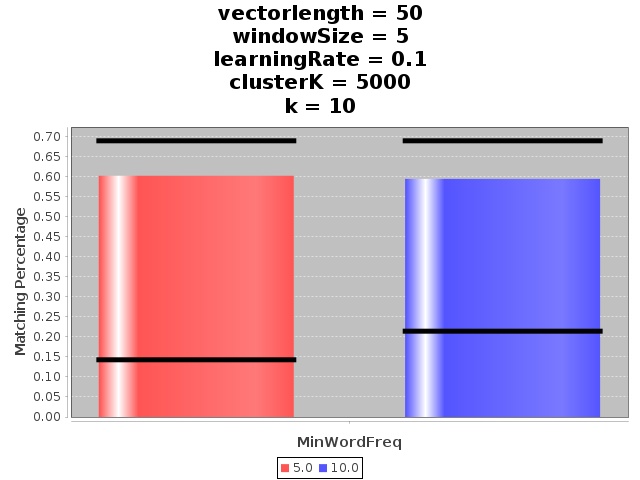 vectorlength = 50
windowSize = 5
learningRate = 0.1
clusterK = 5000
k = 10
Matching Percentage
0.70
0.65
0.60
0.55
0.50
0.45
0.40
0.35
0.30
0.25
0.20
0.15
0.10
0.05
0.00
MinWordFreq
5.0 10.0